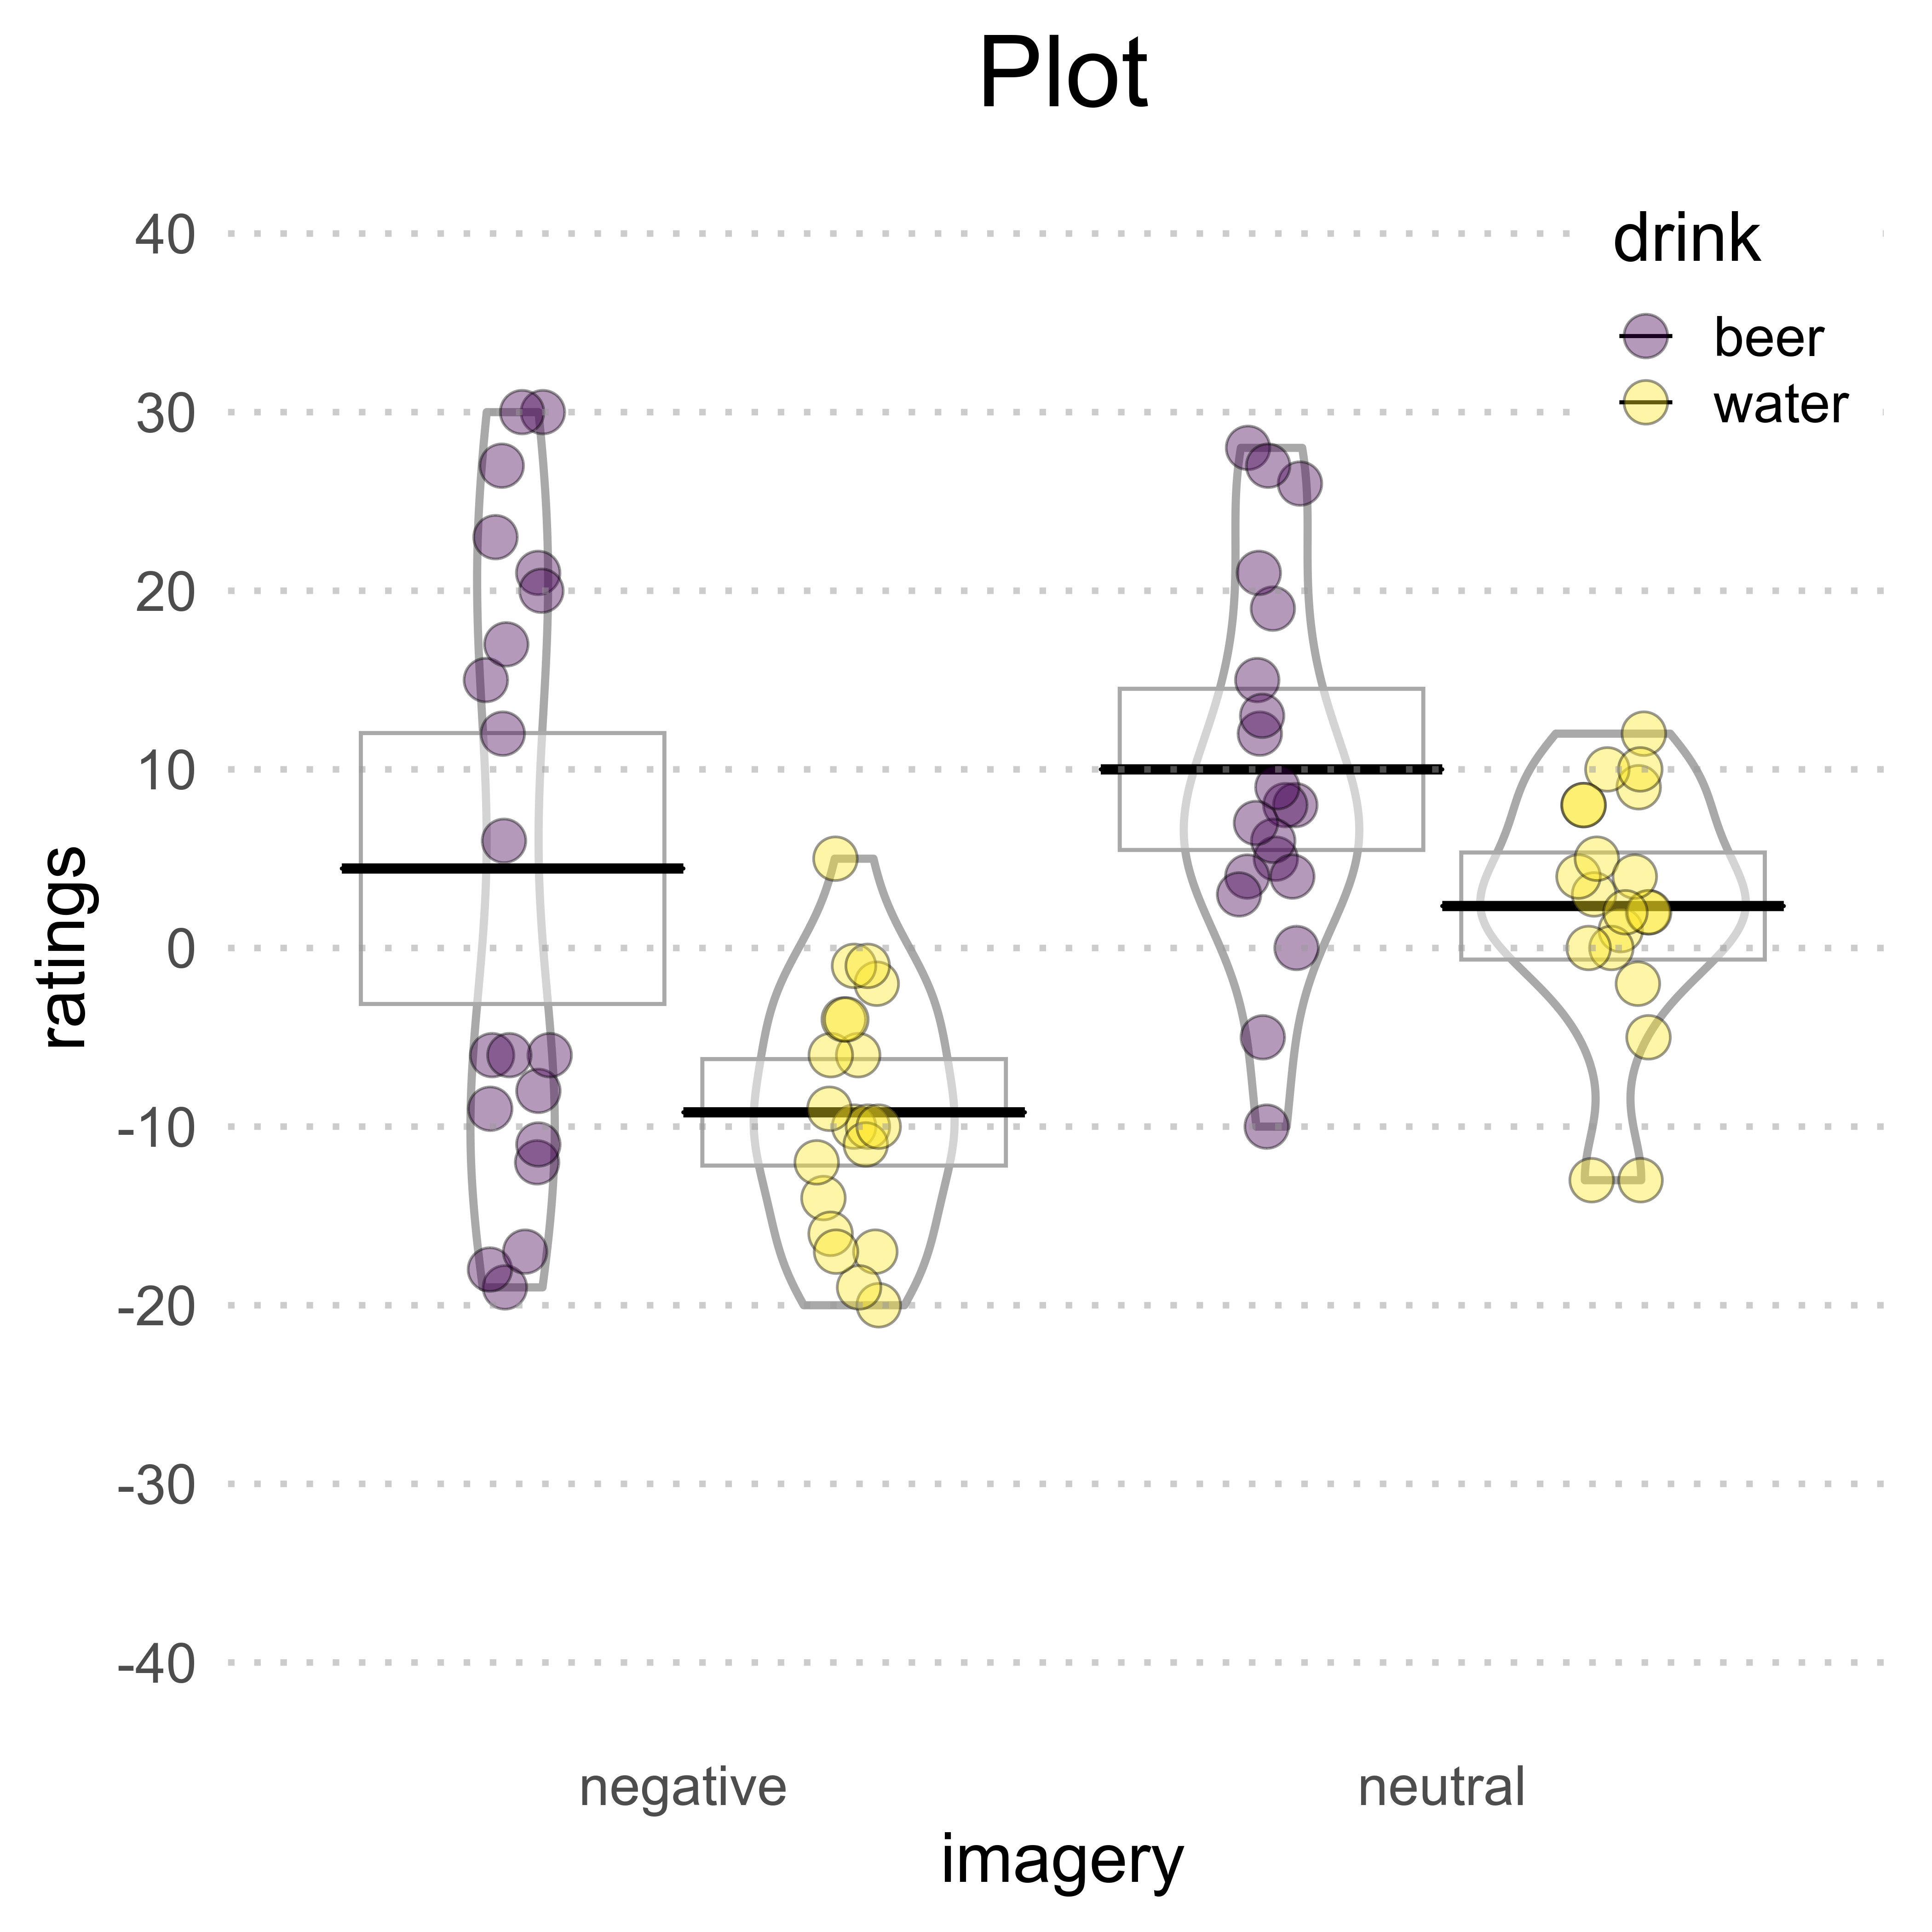 Plot
drink
beer
water
ratings
40
30
20
10
0
-10
-20
-30
-40
negative neutral
imagery